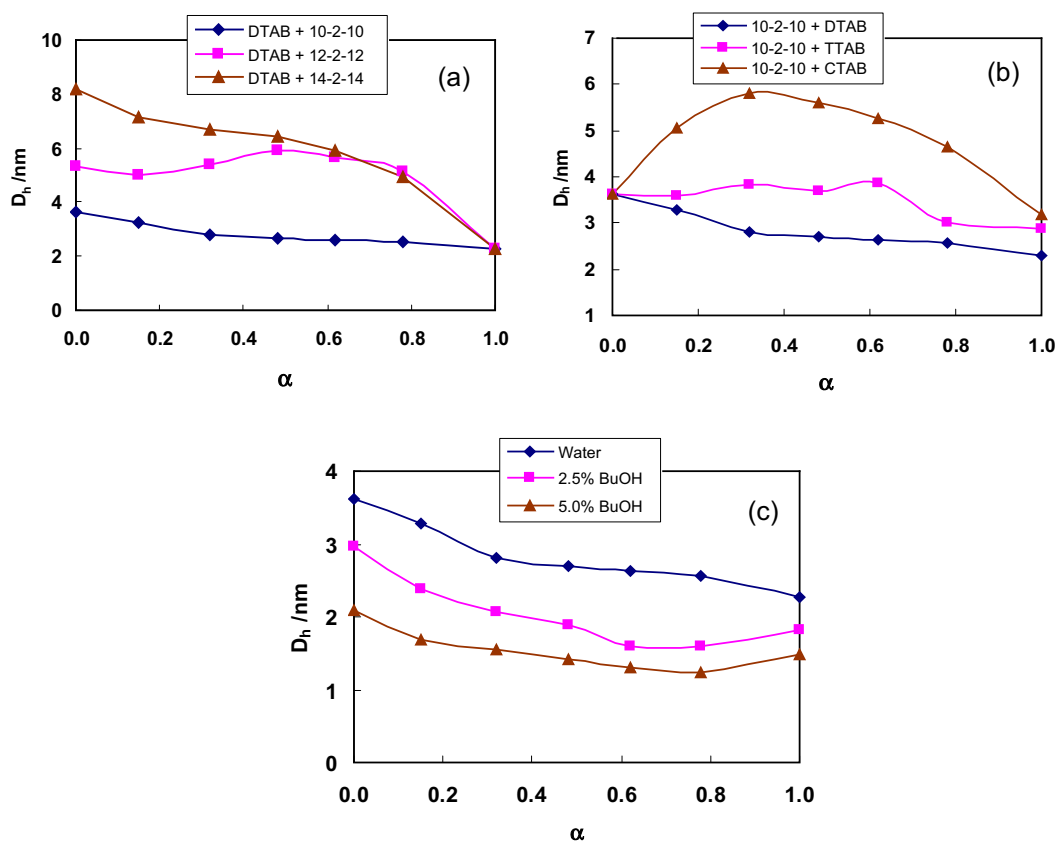 DTAB + 10-2-10
DTAB + 12-2-12
DTAB + 14-2-14
(a)
10
8
6
4
2
0
D_h /nm
0.0 0.2 0.4 0.6 0.8 1.0
α
10-2-10 + DTAB
10-2-10 + TTAB
10-2-10 + CTAB
(b)
7
6
5
4
3
2
1
D_h /nm
0.0 0.2 0.4 0.6 0.8 1.0
α
Water
2.5% BuOH
5.0% BuOH
(c)
4
3
2
1
0
D_h /nm
0.0 0.2 0.4 0.6 0.8 1.0
α